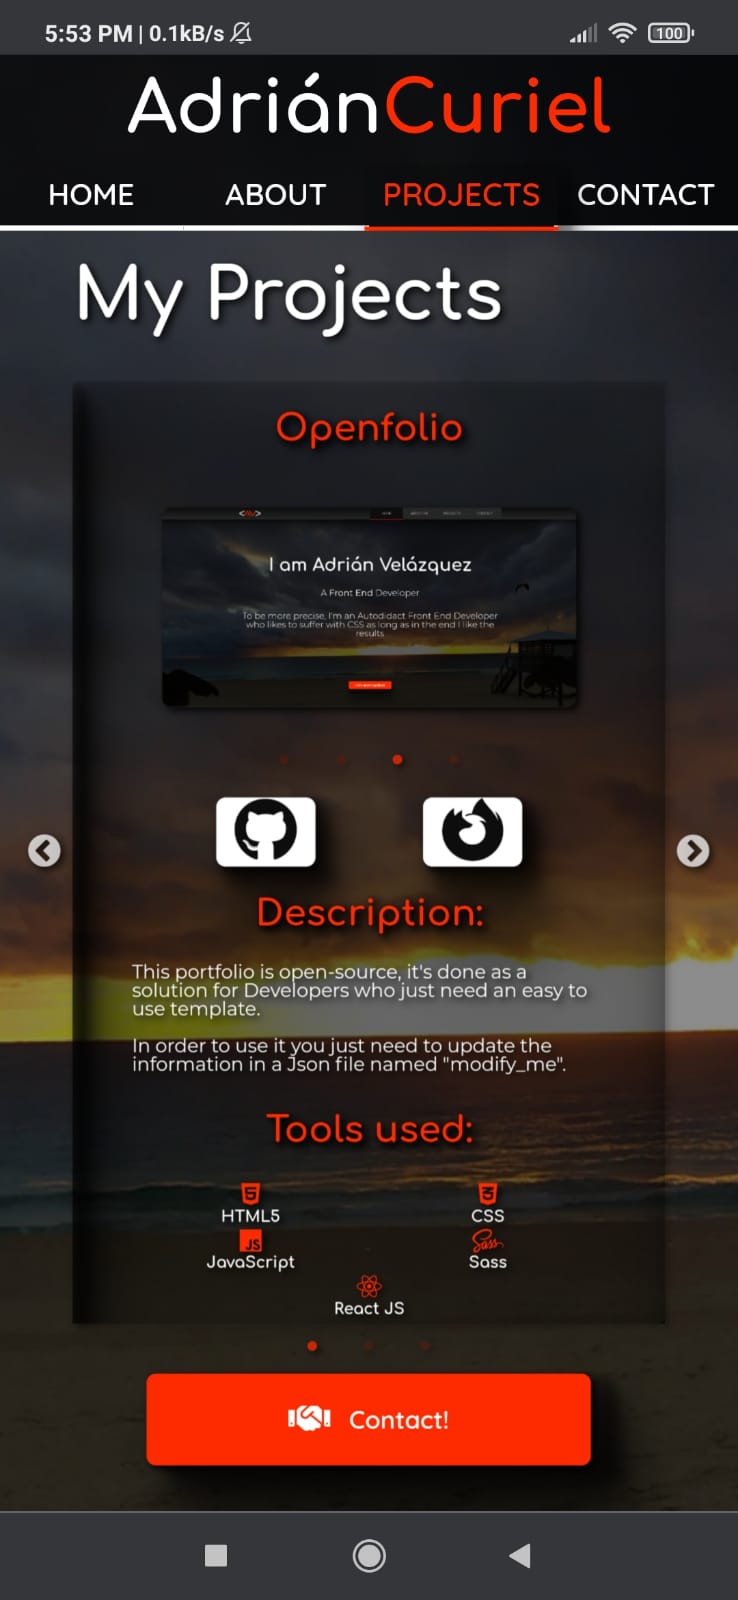 5:53 PM | 0.1kB/s
100
AdriánCuriel
HOME ABOUT PROJECTS CONTACT
My Projects
Openfolio
I am Adrián Velázquez
A Front End Developer
To be more precise, I'm an Autodidact Front End Developer
who likes to suffer with CSS as long as in the end I like the
results
Description:
This portfolio is open-source, it's done as a
solution for Developers who just need an easy to
use template.
In order to use it you just need to update the
information in a Json file named "modify_me".
Tools used:
HTML5 CSS
JS Sass
JavaScript Sass
React JS
Contact!